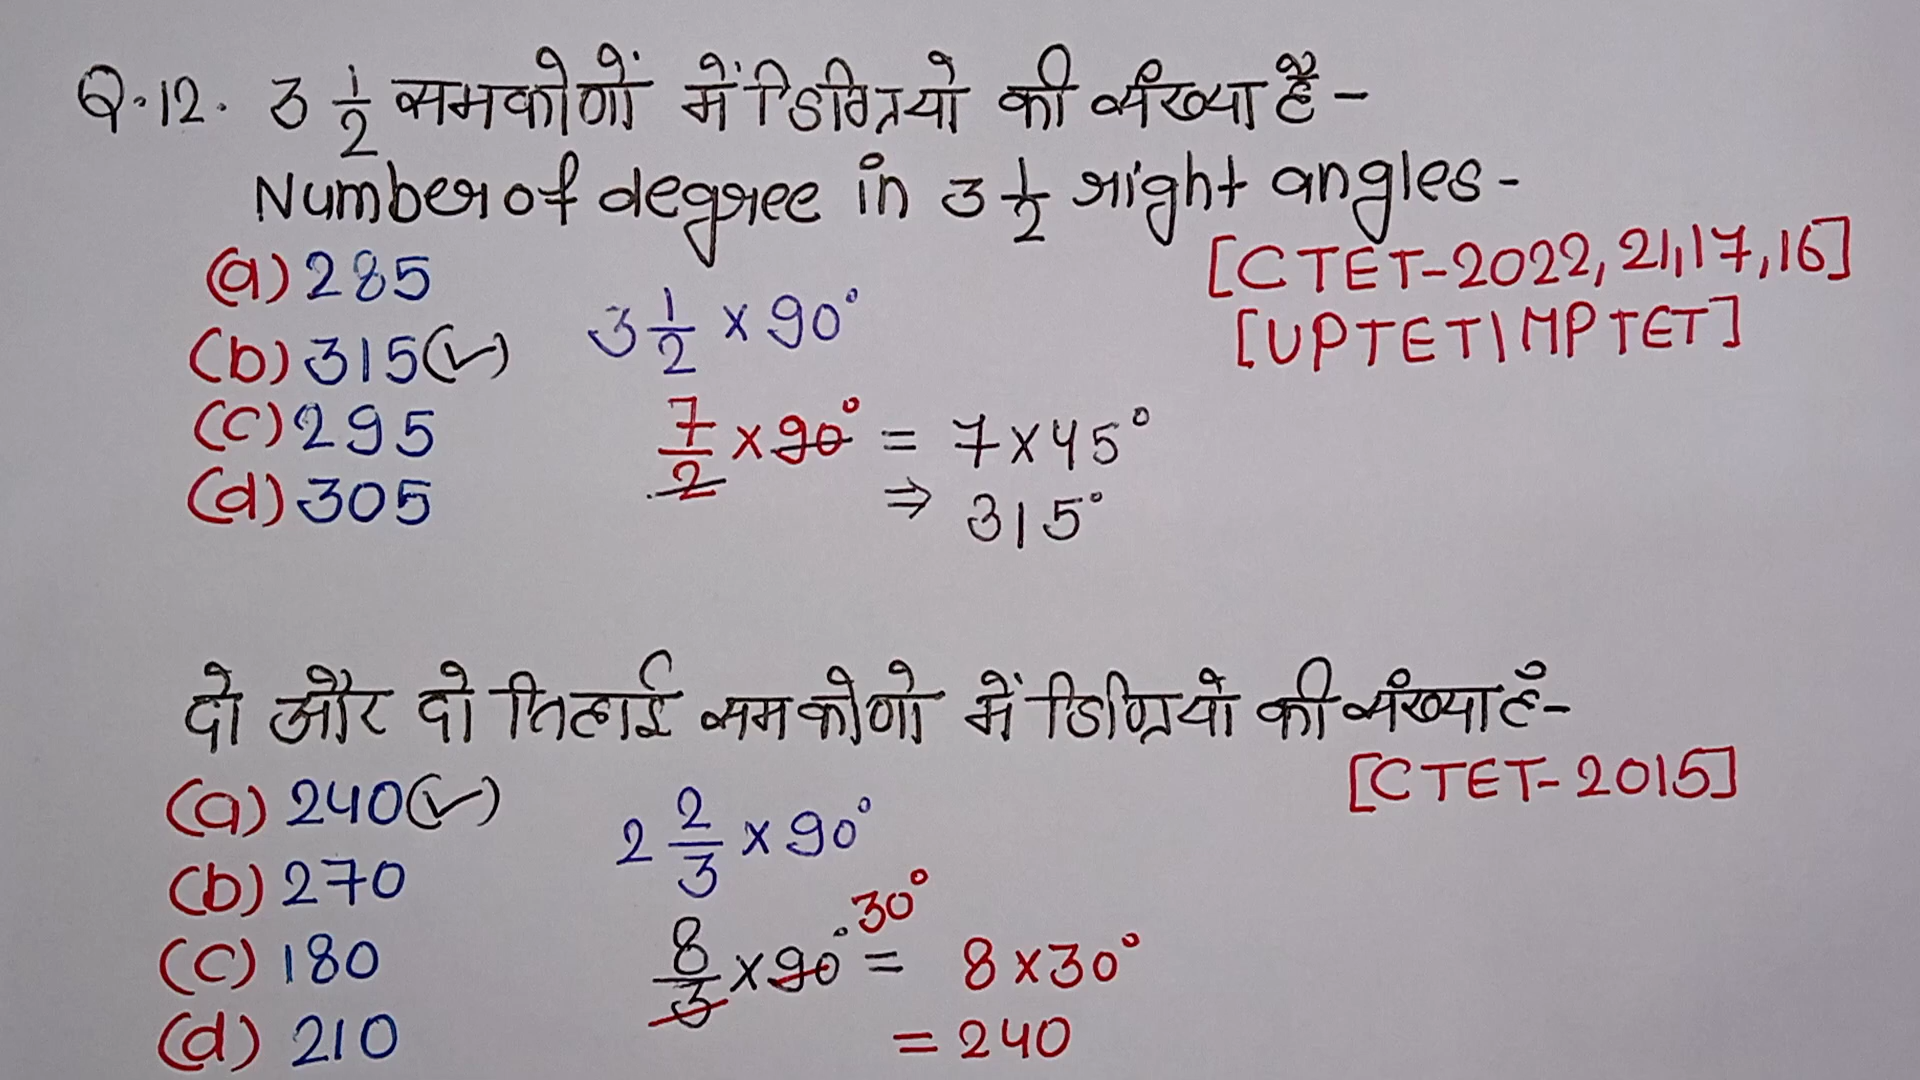 Q.12. 3 1/2 समकोणों में डिग्रियो की संख्या है -
Number of degree in 3 1/2 right angles -
(a) 285
[CTET-2022, 21, 17, 16]
(b) 315(✓)
3 1/2 × 90°
[UPTET | MPTET]
(c) 295
7/2 × 90° = 7 × 45°
(d) 305
⇒ 315°
दो और दो तिहाई समकोणो में डिग्रियो की संख्या है -
[CTET-2015]
(a) 240(✓)
2 2/3 × 90°
(b) 270
30°
(c) 180
8/3 × 90° = 8 × 30°
(d) 210
= 240